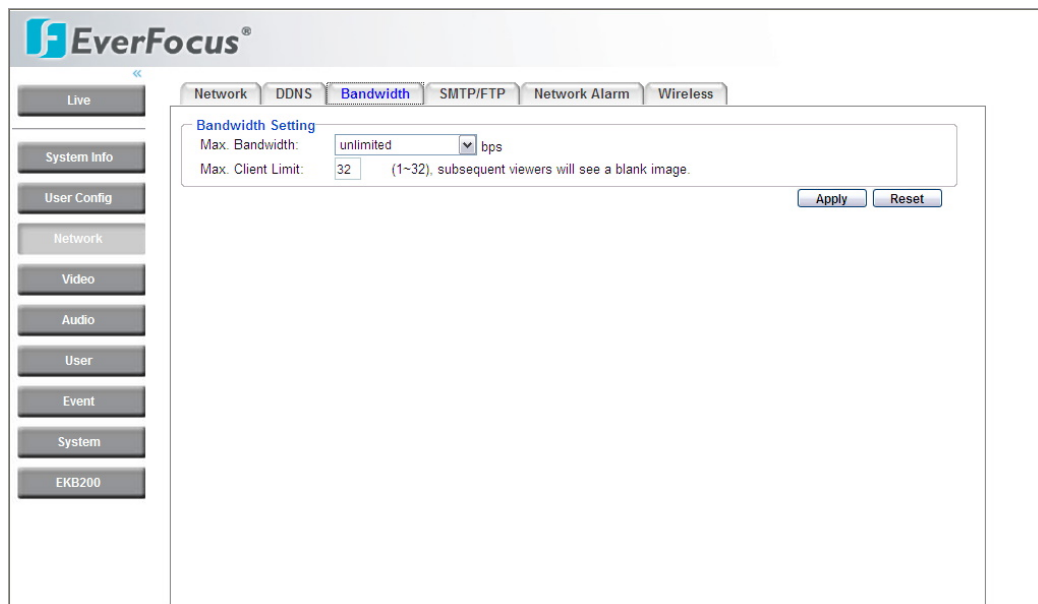 EverFocus®
«
Live
System Info
User Config
Network
Video
Audio
User
Event
System
EKB200
Network DDNS Bandwidth SMTP/FTP Network Alarm Wireless
Bandwidth Setting
Max. Bandwidth: unlimited bps
Max. Client Limit: 32 (1~32), subsequent viewers will see a blank image.
Apply Reset